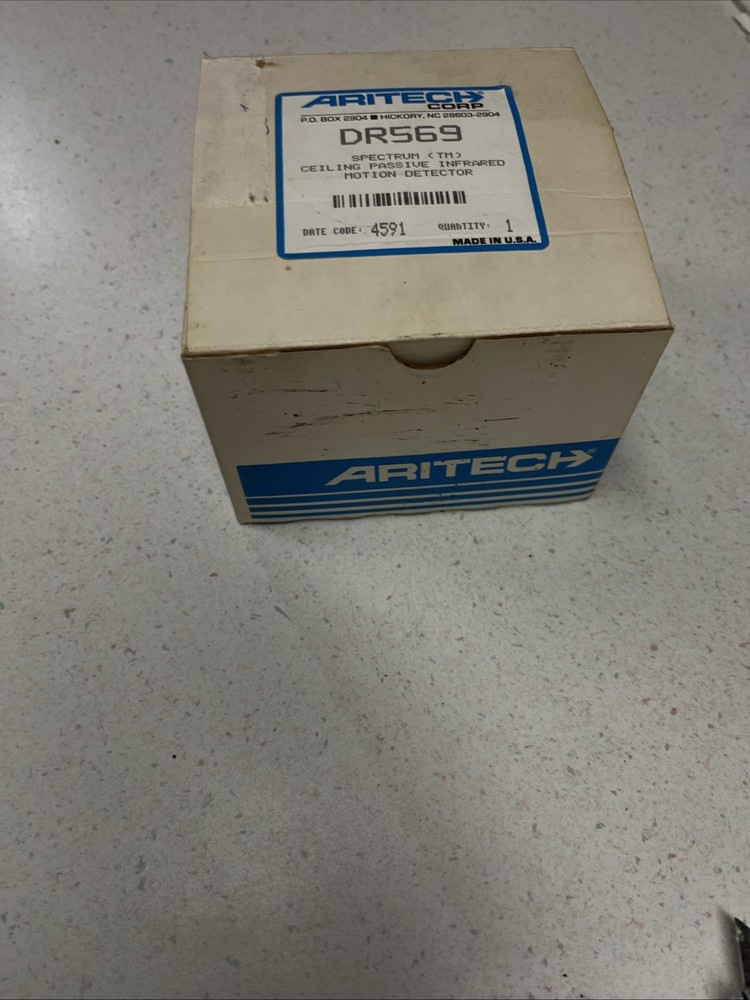 ARITECH
CORP
P.O. BOX 2904 ■ HICKORY, NC 28603-2904
DR569
SPECTRUM (TM)
CEILING PASSIVE INFRARED
MOTION DETECTOR
DATE CODE: 4591 QUANTITY: 1
MADE IN U.S.A.
ARITECH®